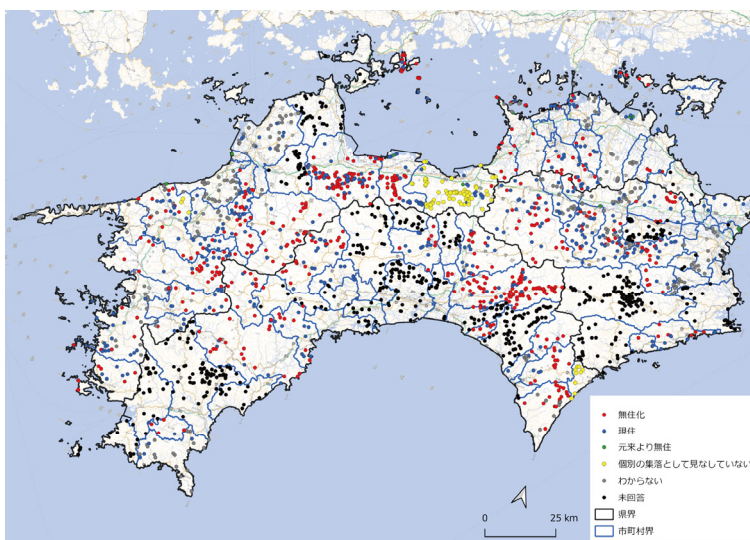 無住化
現住
元来より無住
個別の集落として見なしていない
わからない
未回答
県界
市町村界
0 25 km